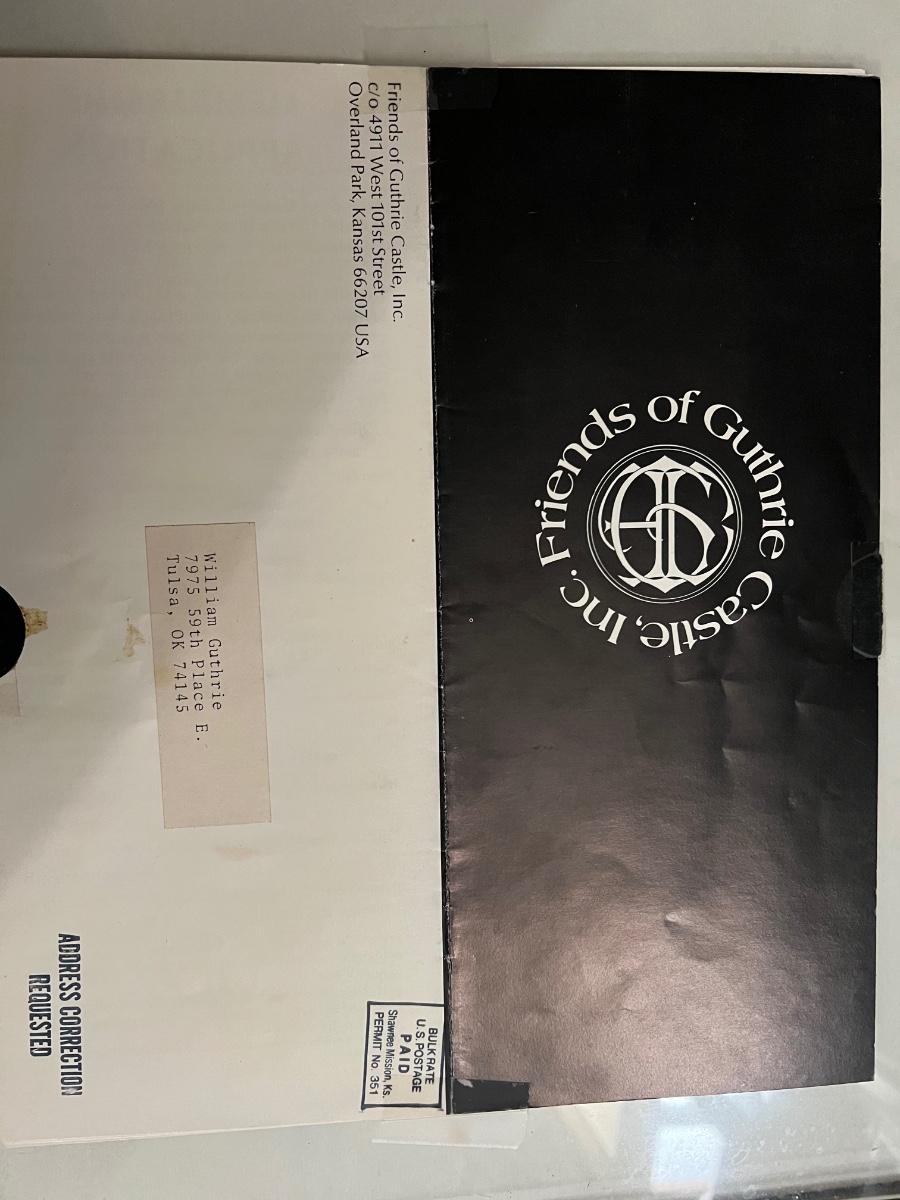 Friends of Guthrie Castle, Inc.
Friends of Guthrie Castle, Inc.
c/o 4911 West 101st Street
Overland Park, Kansas 66207 USA
BULK RATE
U.S. POSTAGE
PAID
Shawnee Mission, Ks.
PERMIT No. 351
William Guthrie
7975 59th Place E.
Tulsa, OK 74145
ADDRESS CORRECTION
REQUESTED